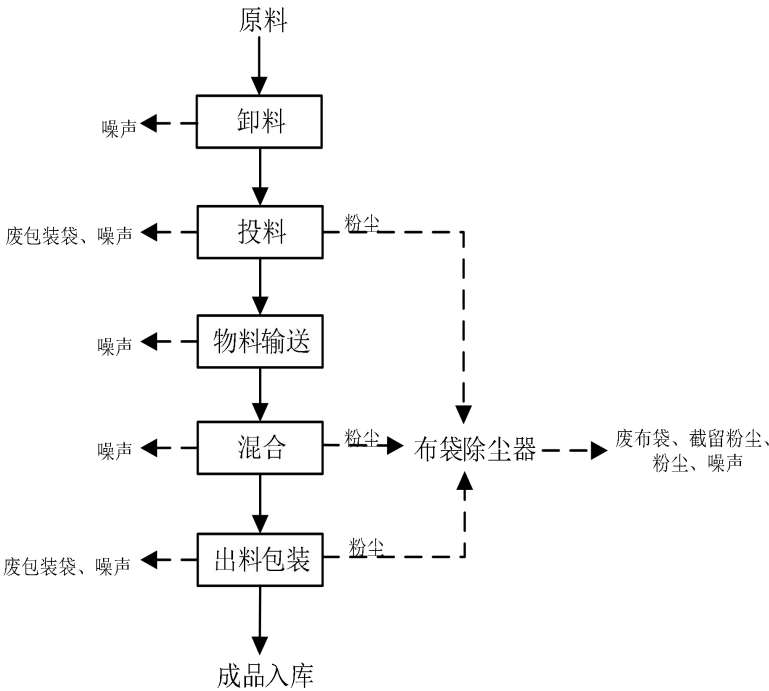 原料
卸料
噪声
投料
粉尘
废包装袋、噪声
物料输送
噪声
混合
粉尘
噪声
布袋除尘器
废布袋、截留粉尘、
粉尘、噪声
出料包装
粉尘
废包装袋、噪声
成品入库